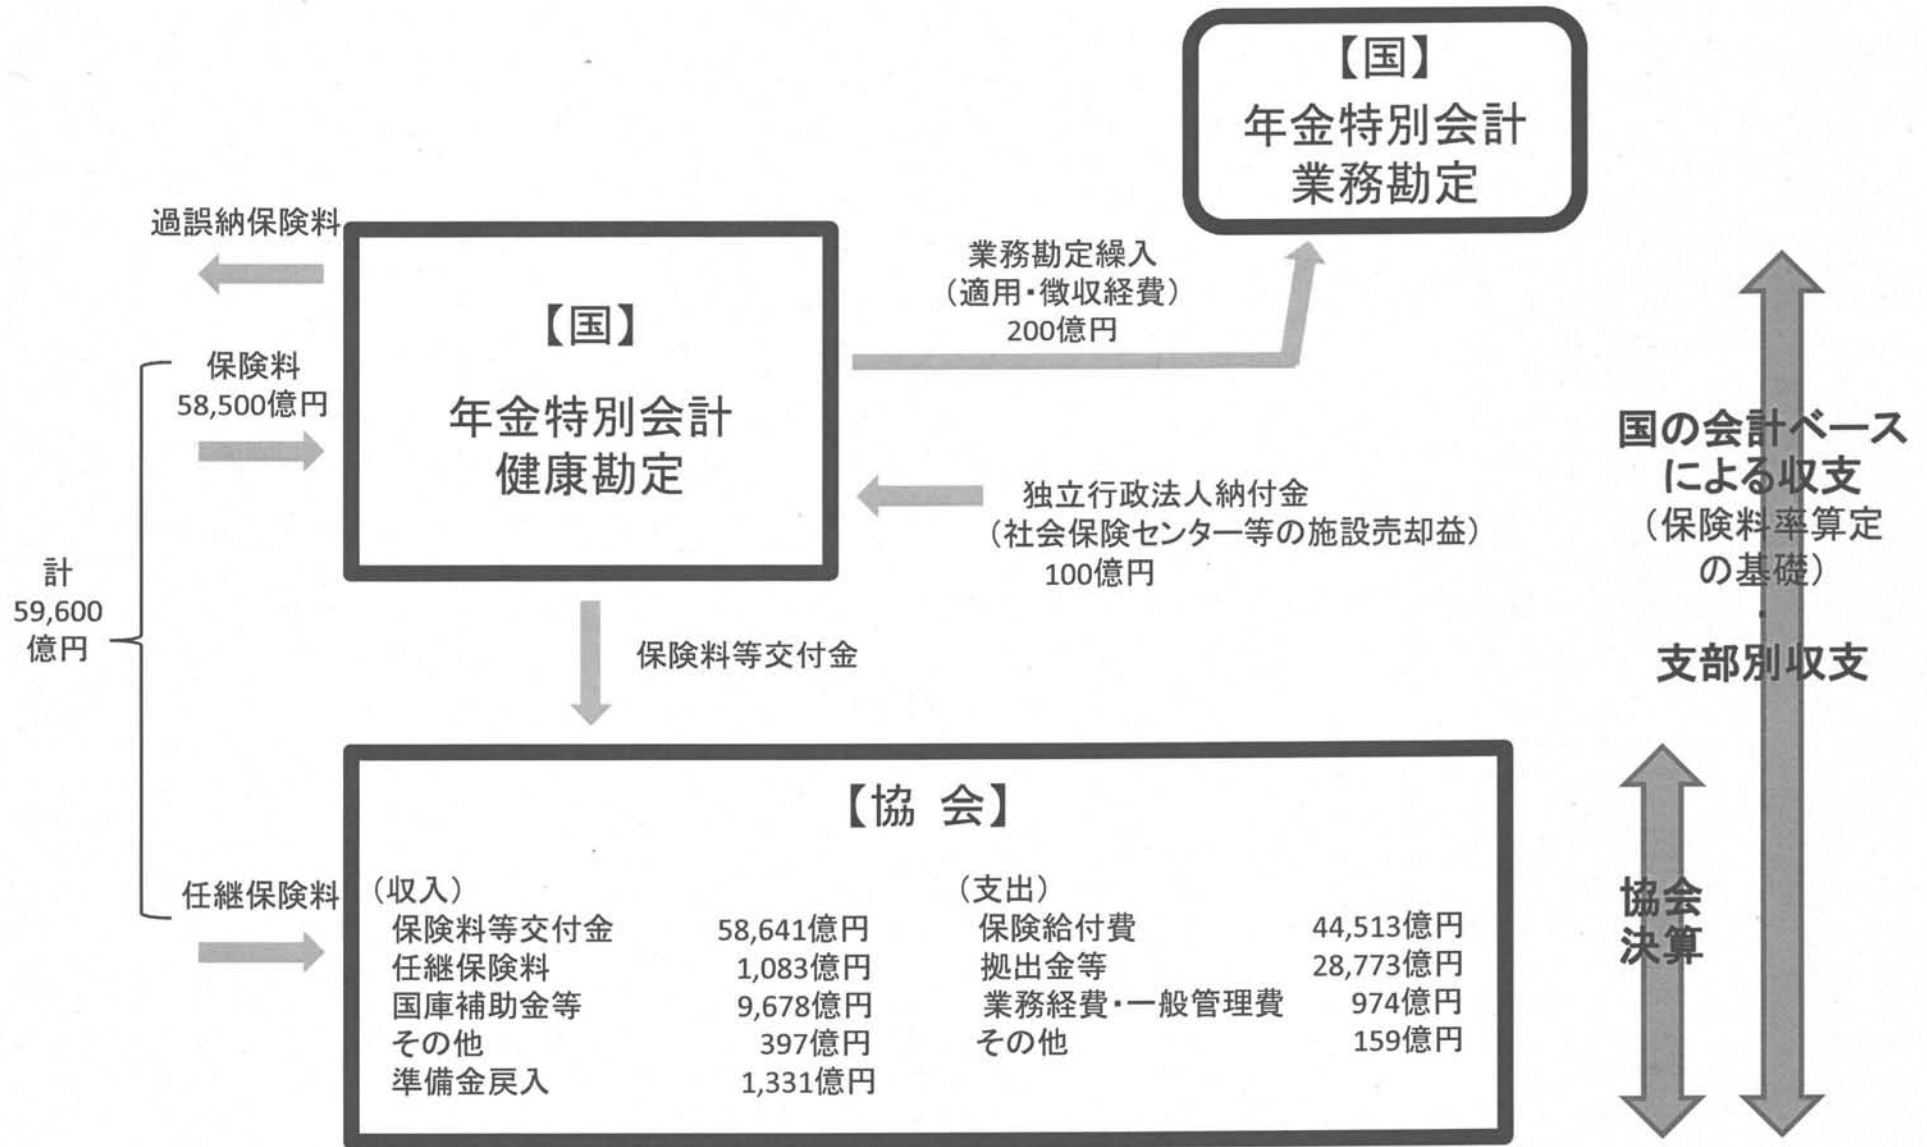 【国】
年金特別会計
業務勘定
過誤納保険料
業務勘定繰入
(適用・徴収経費)
200億円
【国】
年金特別会計
健康勘定
保険料
58,500億円
独立行政法人納付金
(社会保険センター等の施設売却益)
100億円
計
59,600
億円
保険料等交付金
国の会計ベース
による収支
(保険料率算定
の基礎)
・
支部別収支
【協 会】
任継保険料
(収入)
保険料等交付金 58,641億円
任継保険料 1,083億円
国庫補助金等 9,678億円
その他 397億円
準備金戻入 1,331億円
(支出)
保険給付費 44,513億円
拠出金等 28,773億円
業務経費・一般管理費 974億円
その他 159億円
協会
決算